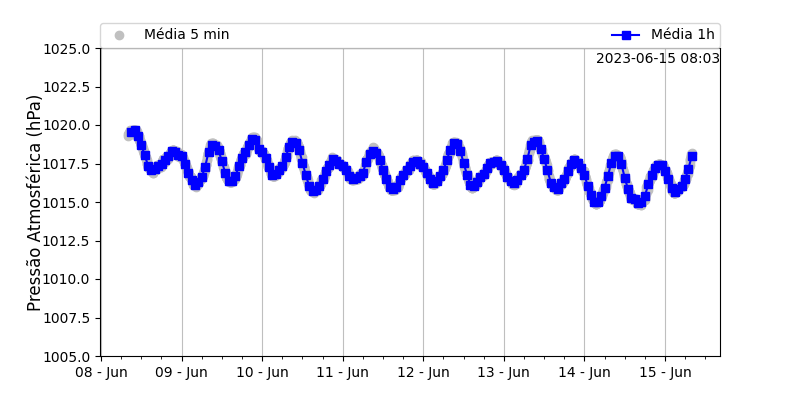 Média 5 min
Média 1h
2023-06-15 08:03
Pressão Atmosférica (hPa)
1025.0
1022.5
1020.0
1017.5
1015.0
1012.5
1010.0
1007.5
1005.0
08 - Jun
09 - Jun
10 - Jun
11 - Jun
12 - Jun
13 - Jun
14 - Jun
15 - Jun